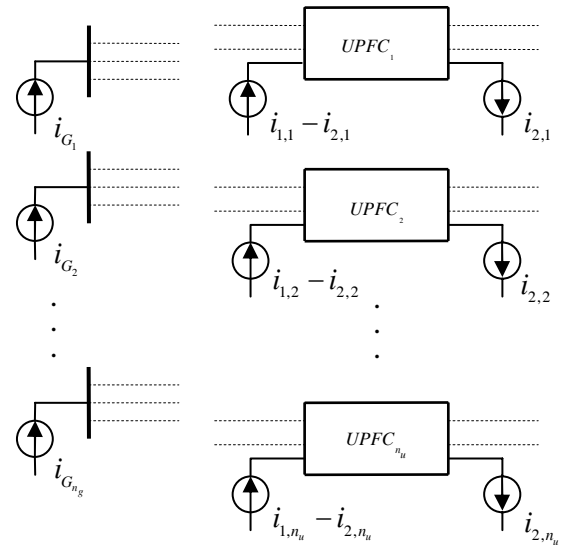 UPFC₁
i_{G_1}
i_{1,1} − i_{2,1}
i_{2,1}
UPFC₂
i_{G_2}
i_{1,2} − i_{2,2}
i_{2,2}
UPFC_{n_u}
i_{G_{n_g}}
i_{1,n_u} − i_{2,n_u}
i_{2,n_u}